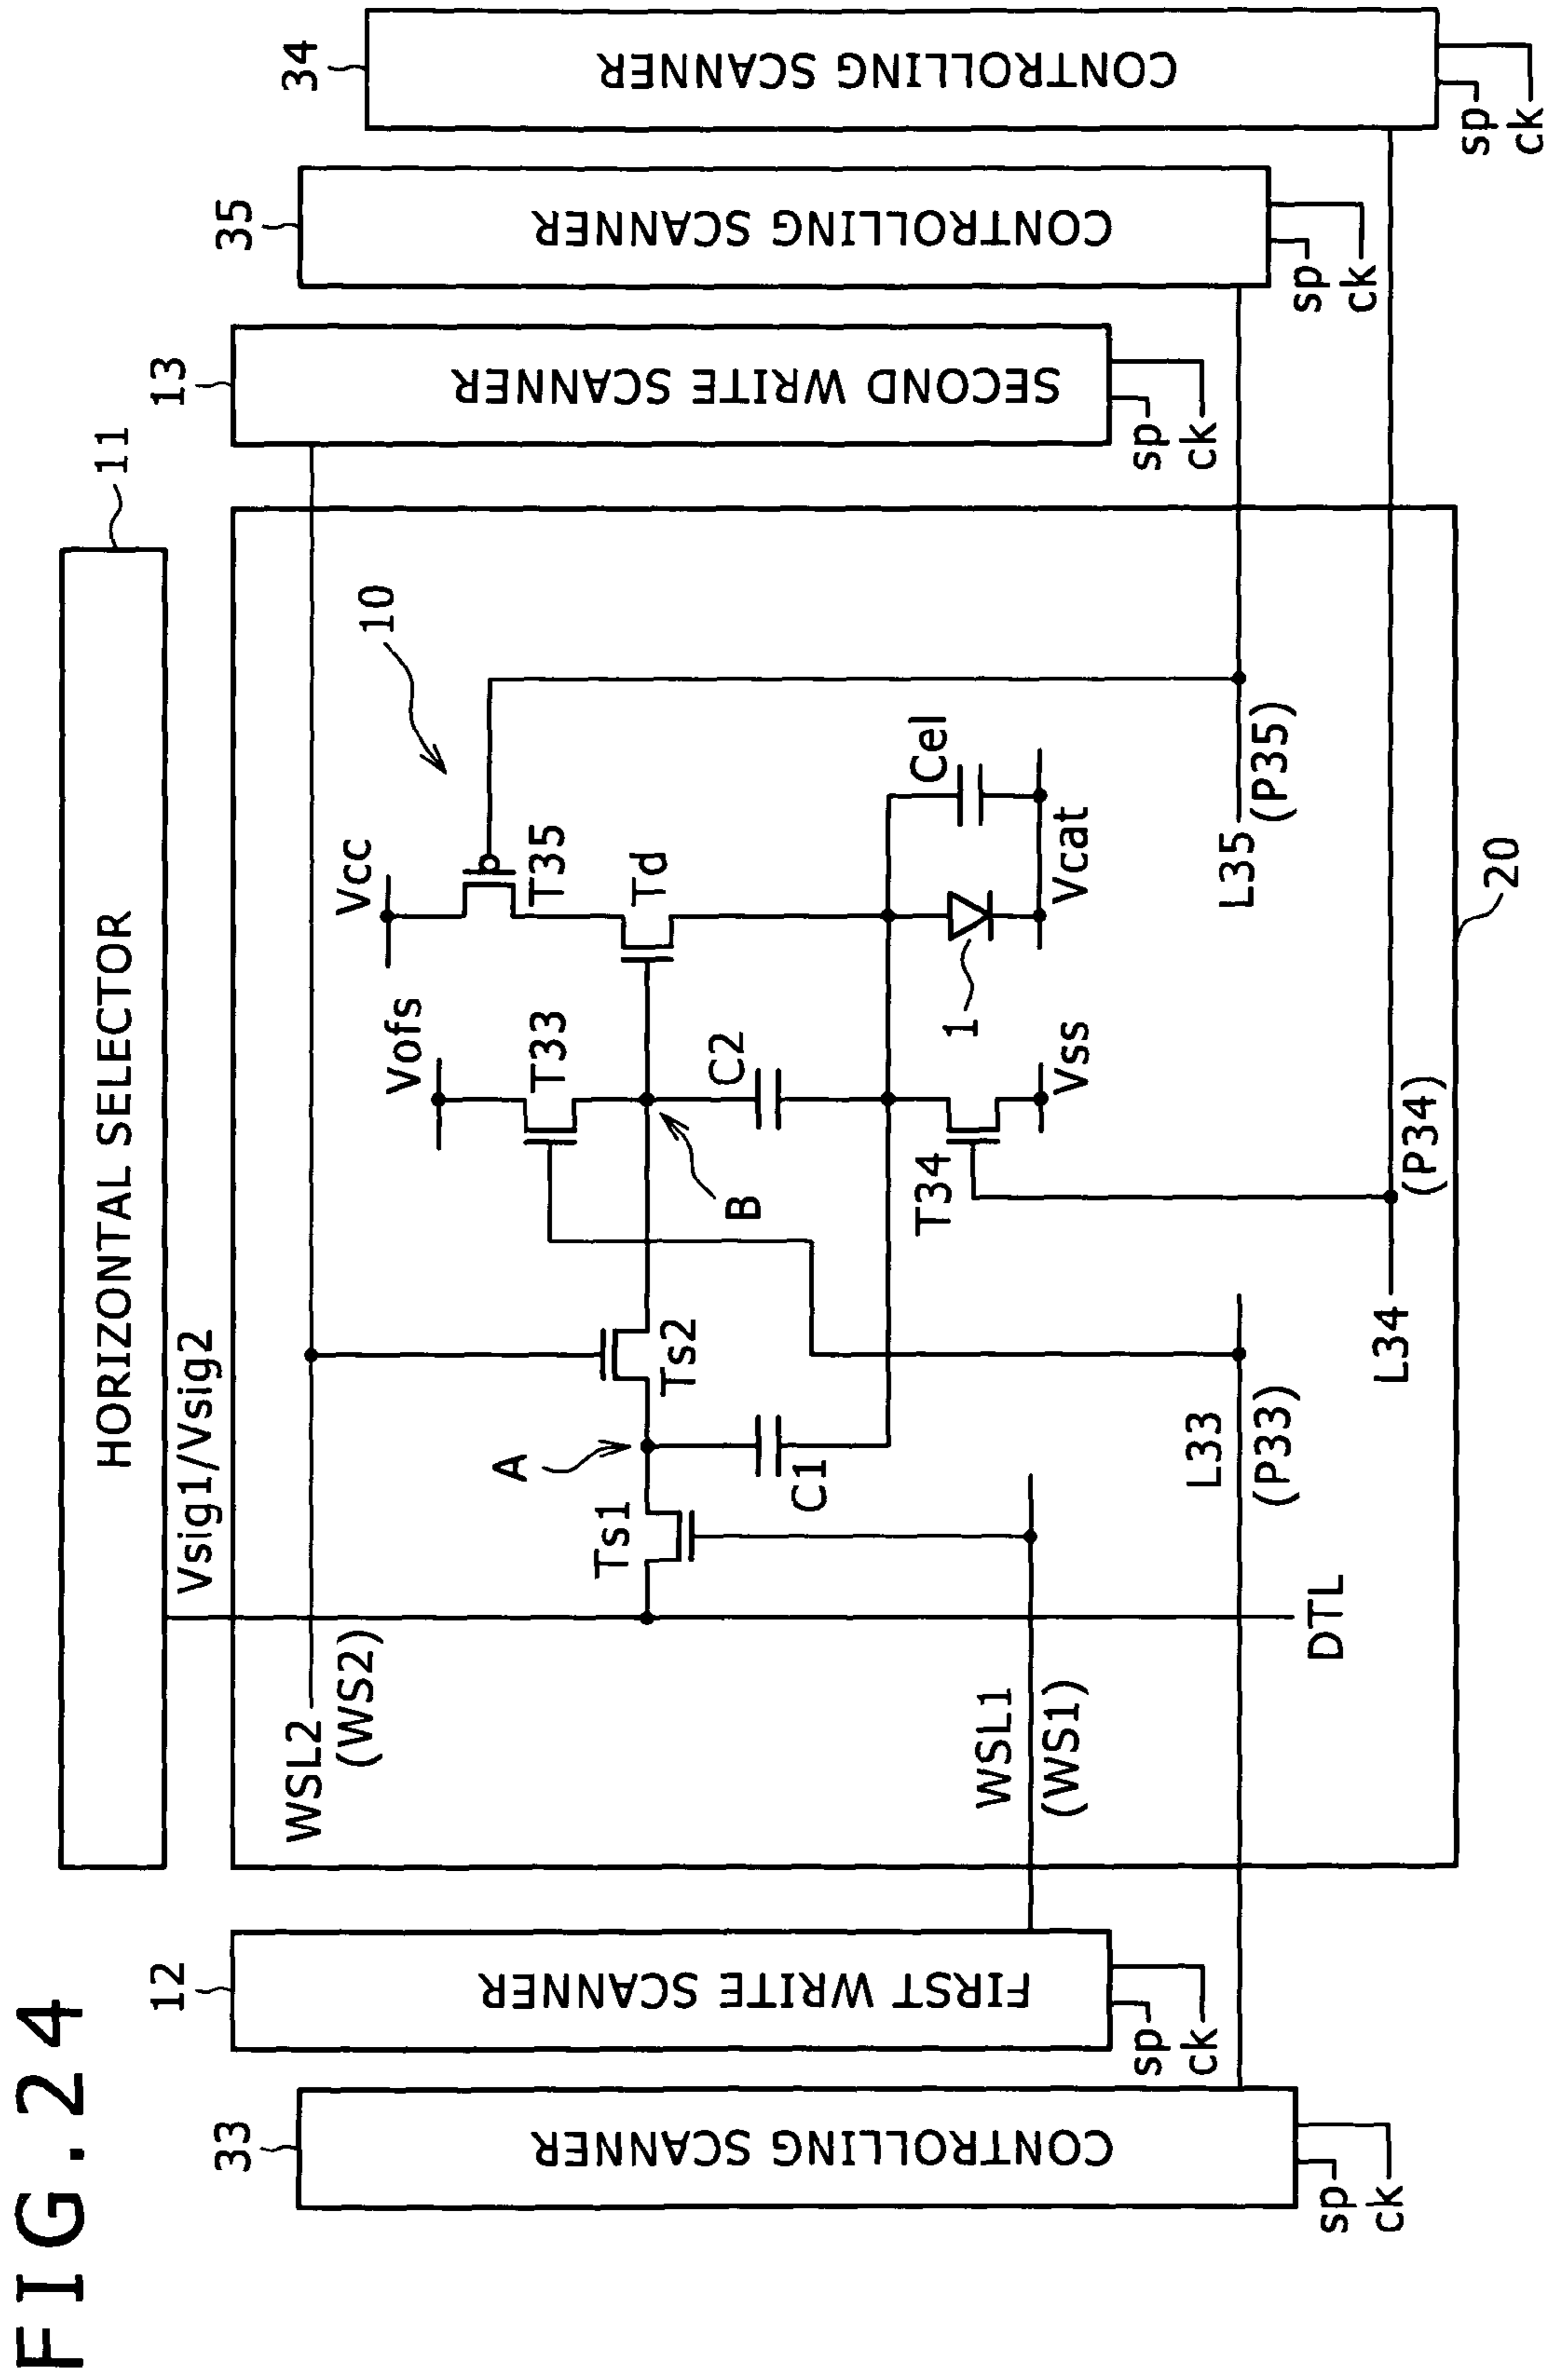 FIG.24
HORIZONTAL SELECTOR
11
Vsig1/Vsig2
33
CONTROLLING SCANNER
sp
ck
12
FIRST WRITE SCANNER
sp
ck
13
SECOND WRITE SCANNER
sp
ck
35
CONTROLLING SCANNER
sp
ck
34
CONTROLLING SCANNER
sp
ck
WSL2
(WS2)
10
Vcc
Vofs
T35
T33
Td
A
Ts1
Ts2
B
C1
C2
Cel
T34
1
Vss
Vcat
WSL1
(WS1)
L33
(P33)
L35
(P35)
DTL
L34
(P34)
20